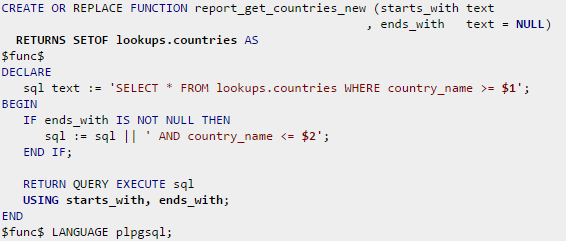 CREATE OR REPLACE FUNCTION report_get_countries_new (starts_with text
, ends_with text = NULL)
RETURNS SETOF lookups.countries AS
$func$
DECLARE
sql text := 'SELECT * FROM lookups.countries WHERE country_name >= $1';
BEGIN
IF ends_with IS NOT NULL THEN
sql := sql || ' AND country_name <= $2';
END IF;
RETURN QUERY EXECUTE sql
USING starts_with, ends_with;
END
$func$ LANGUAGE plpgsql;